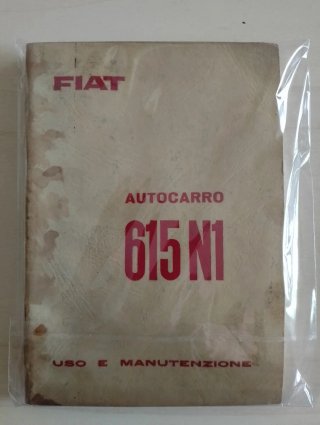 FIAT
AUTOCARRO
615 N1
USO E MANUTENZIONE